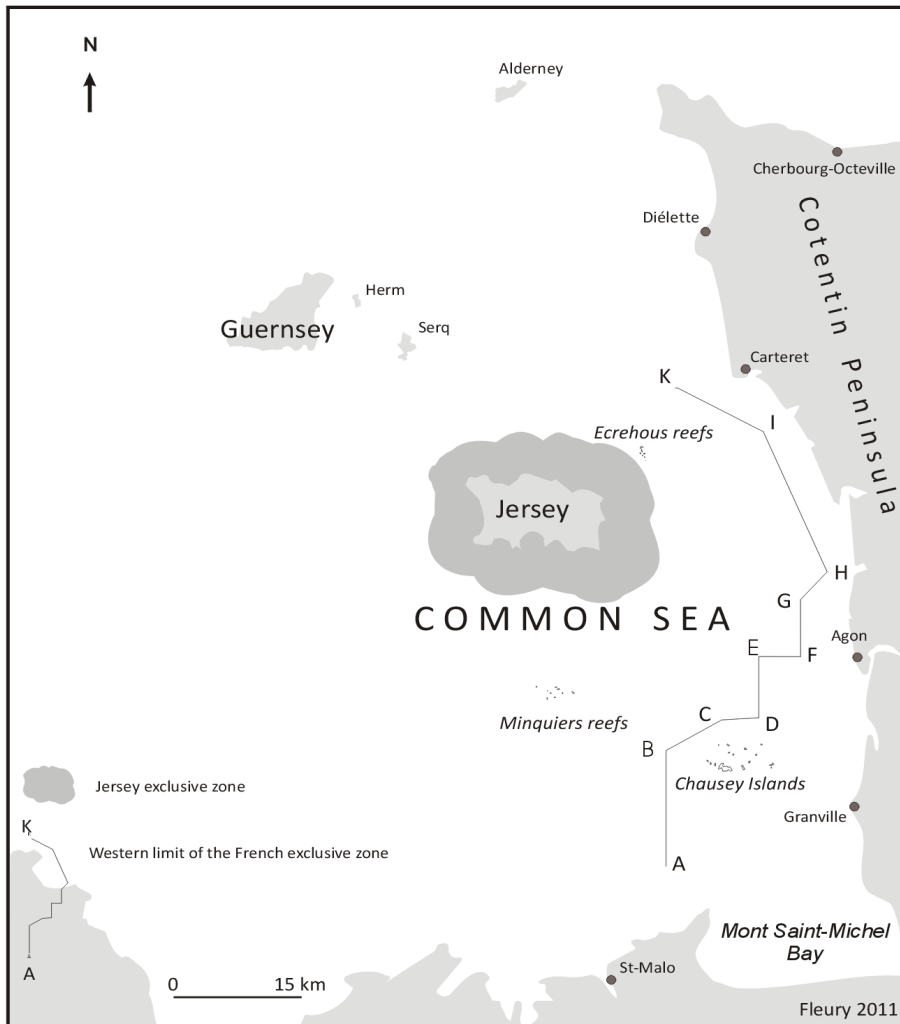 N
Alderney
Cherbourg-Octeville
Diélette
Cotentin Peninsula
Herm
Guernsey
Serq
Carteret
K
I
Ecrehous reefs
Jersey
H
G
COMMON SEA
Agon
E
F
Minquiers reefs
C
D
B
Chausey Islands
Jersey exclusive zone
Granville
K
Western limit of the French exclusive zone
A
Mont Saint-Michel
Bay
A
St-Malo
0 15 km
Fleury 2011